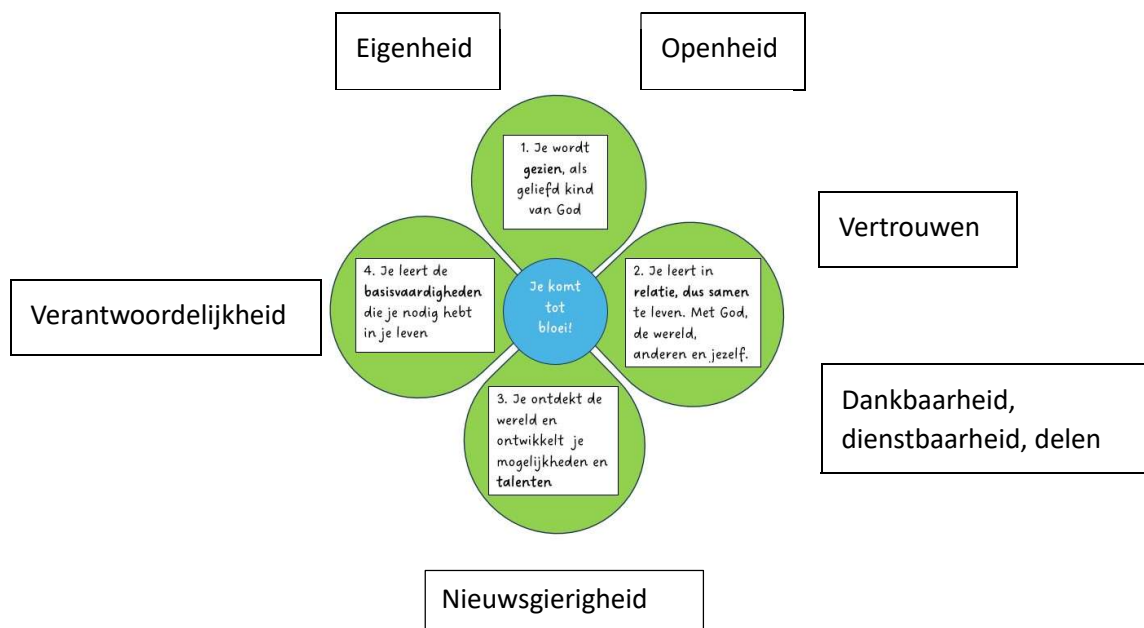 Eigenheid
Openheid
1. Je wordt
gezien, als
geliefd kind
van God
Vertrouwen
4. Je leert de
basisvaardigheden
die je nodig hebt
in je leven
Je komt
tot
bloei!
2. Je leert in
relatie, dus samen
te leven. Met God,
de wereld,
anderen en jezelf.
Verantwoordelijkheid
3. Je ontdekt de
wereld en
ontwikkelt je
mogelijkheden en
talenten
Dankbaarheid,
dienstbaarheid, delen
Nieuwsgierigheid